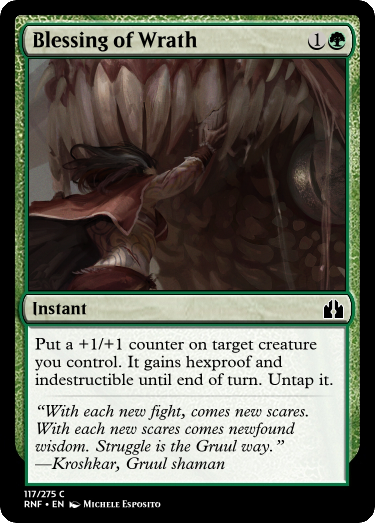 Blessing of Wrath 1
Instant
Put a +1/+1 counter on target creature
you control. It gains hexproof and
indestructible until end of turn. Untap it.
“With each new fight, comes new scares.
With each new scares comes newfound
wisdom. Struggle is the Gruul way.”
—Kroshkar, Gruul shaman
117/275 C
RNF • EN Michele Esposito